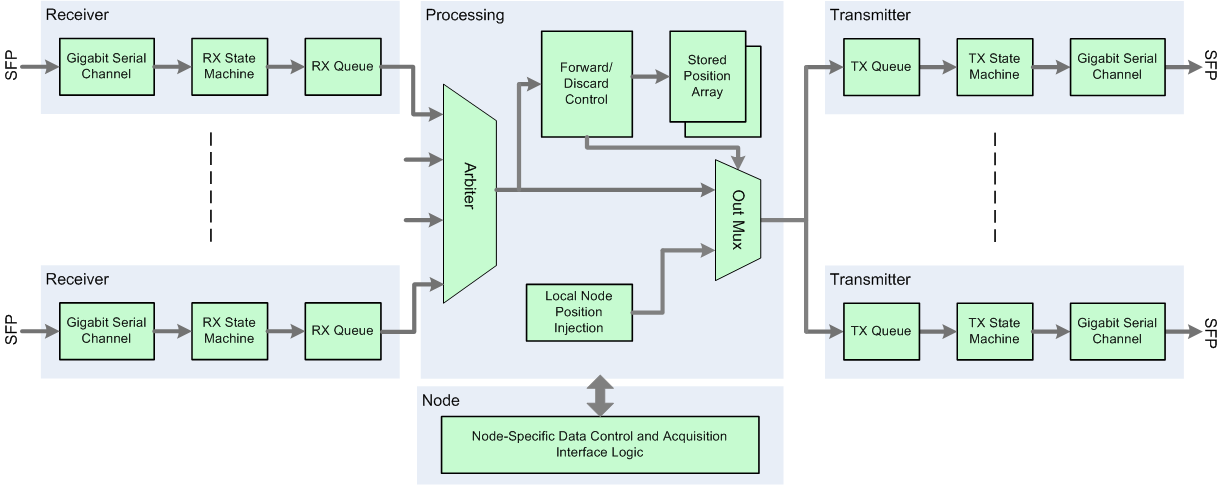 Receiver
SFP
Gigabit Serial
Channel
RX State
Machine
RX Queue
Receiver
SFP
Gigabit Serial
Channel
RX State
Machine
RX Queue
Processing
Arbiter
Forward/
Discard
Control
Stored
Position
Array
Out Mux
Local Node
Position
Injection
Node
Node-Specific Data Control and Acquisition
Interface Logic
Transmitter
TX Queue
TX State
Machine
Gigabit Serial
Channel
SFP
Transmitter
TX Queue
TX State
Machine
Gigabit Serial
Channel
SFP